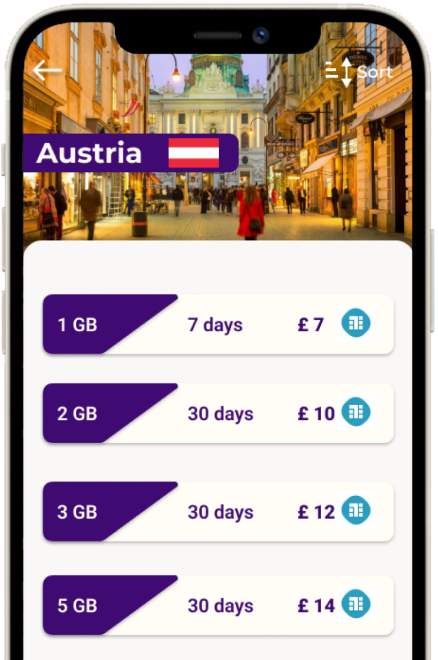 Sort
Austria
1 GB 7 days £ 7
2 GB 30 days £ 10
3 GB 30 days £ 12
5 GB 30 days £ 14